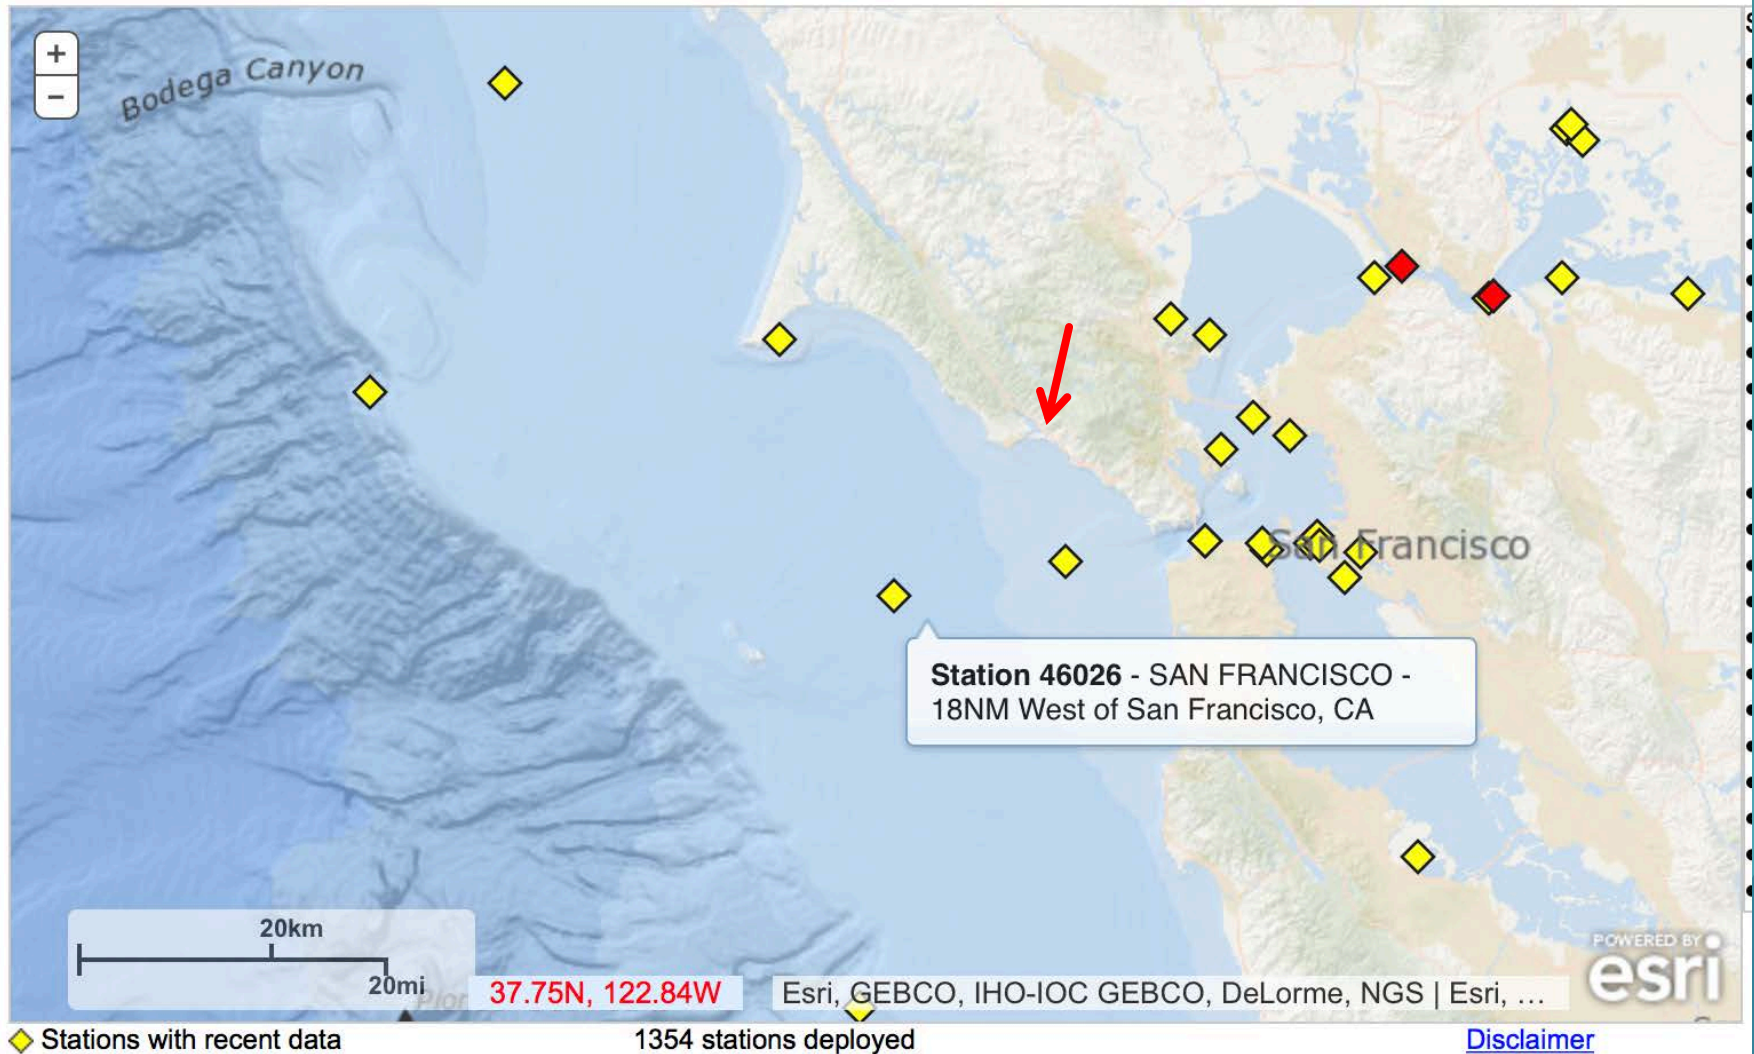 +
−
Bodega Canyon
San Francisco
Station 46026 - SAN FRANCISCO -
18NM West of San Francisco, CA
20km
20mi
37.75N, 122.84W
Esri, GEBCO, IHO-IOC GEBCO, DeLorme, NGS | Esri, ...
POWERED BY
esri
Stations with recent data
1354 stations deployed
Disclaimer